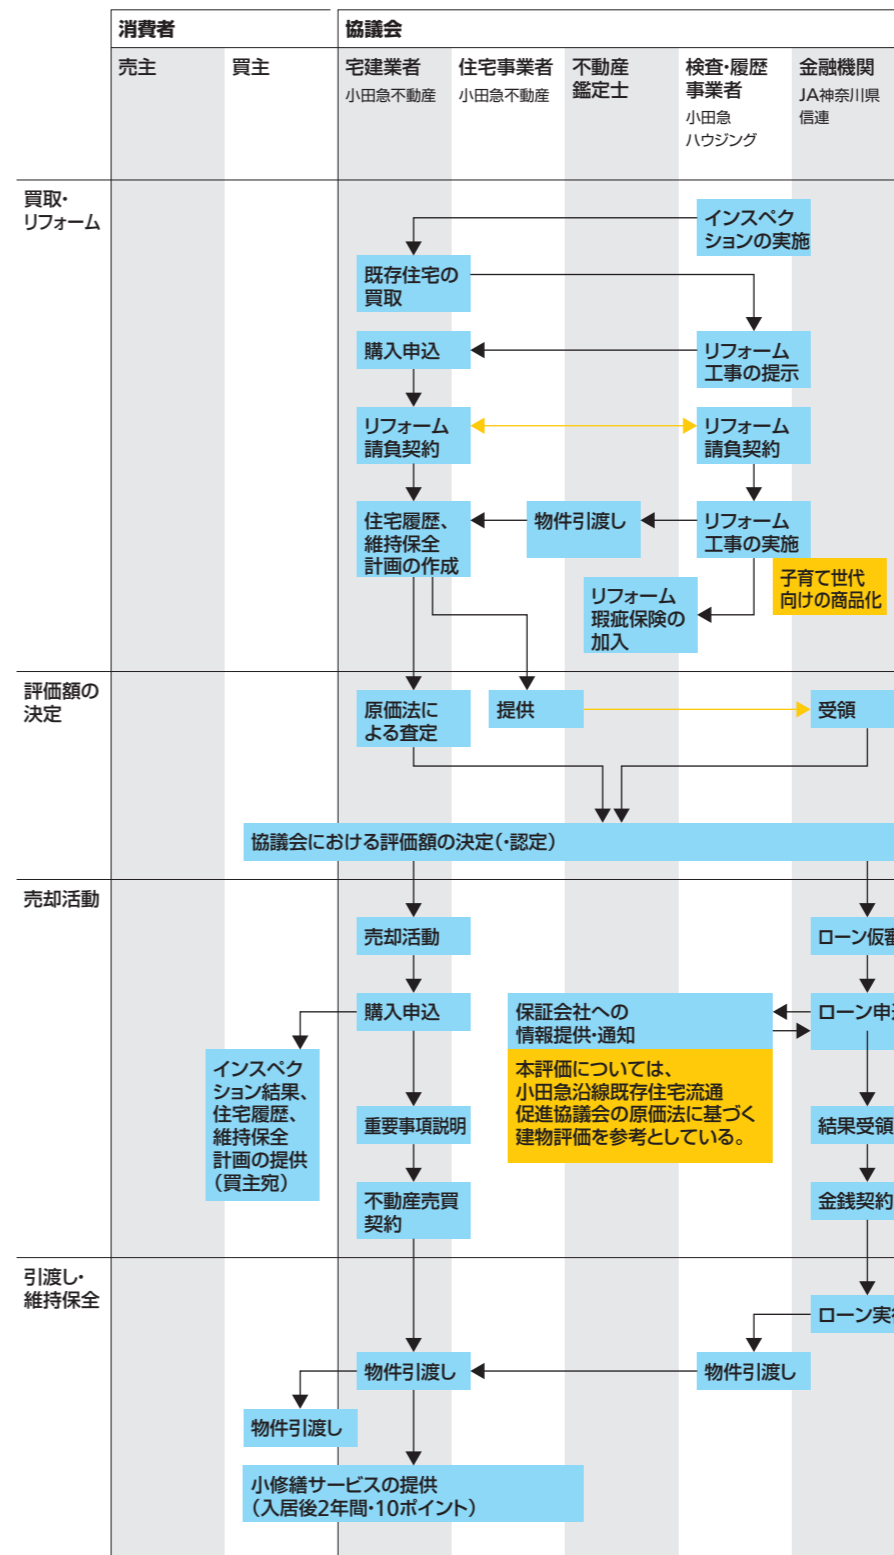 消費者
協議会
売主
買主
宅建業者
小田急不動産
住宅事業者
小田急不動産
不動産
鑑定士
検査・履歴
事業者
小田急
ハウジング
金融機関
JA神奈川県
信連
買取・
リフォーム
インスペク
ションの実施
既存住宅の
買取
購入申込
リフォーム
工事の提示
リフォーム
請負契約
リフォーム
請負契約
住宅履歴、
維持保全
計画の作成
物件引渡し
リフォーム
工事の実施
子育て世代
向けの商品化
リフォーム
瑕疵保険の
加入
評価額の
決定
原価法に
よる査定
提供
受領
協議会における評価額の決定(・認定)
売却活動
売却活動
ローン仮審
購入申込
保証会社への
情報提供・通知
ローン申
インスペク
ション結果、
住宅履歴、
維持保全
計画の提供
(買主宛)
本評価については、
小田急沿線既存住宅流通
促進協議会の原価法に基づく
建物評価を参考としている。
重要事項説明
結果受領
不動産売買
契約
金銭契約
引渡し・
維持保全
ローン実
物件引渡し
物件引渡し
物件引渡し
小修繕サービスの提供
(入居後2年間・10ポイント)